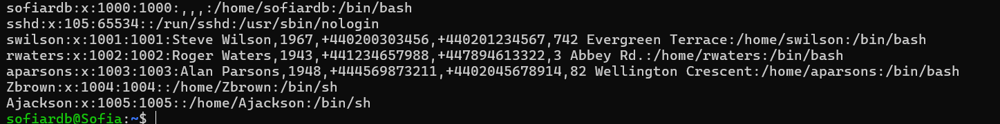 sofiardb:x:1000:1000:,,,:/home/sofiardb:/bin/bash
sshd:x:105:65534::/run/sshd:/usr/sbin/nologin
swilson:x:1001:1001:Steve Wilson,1967,+440200303456,+440201234567,742 Evergreen Terrace:/home/swilson:/bin/bash
rwaters:x:1002:1002:Roger Waters,1943,+441234657988,+447894613322,3 Abbey Rd.:/home/rwaters:/bin/bash
aparsons:x:1003:1003:Alan Parsons,1948,+444569873211,+4402045678914,82 Wellington Crescent:/home/aparsons:/bin/bash
Zbrown:x:1004:1004::/home/Zbrown:/bin/sh
Ajackson:x:1005:1005::/home/Ajackson:/bin/sh
sofiardb@Sofia:~$